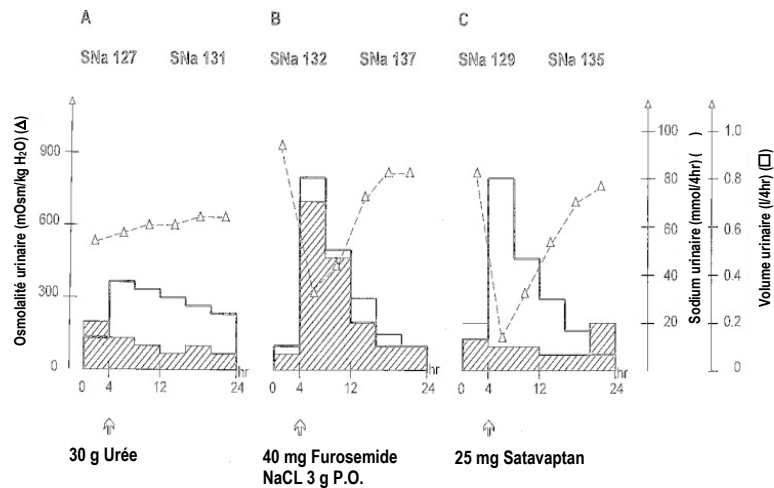 A
B
C
SNa 127 SNa 131
SNa 132 SNa 137
SNa 129 SNa 135
Osmolalité urinaire (mOsm/kg H₂O) (Δ)
900
600
300
0
0 4 12 24
hr
0 4 12 24
hr
0 4 12 24
hr
100
80
60
40
20
Sodium urinaire (mmol/4hr) ( )
1.0
0.8
0.6
0.4
0.2
0
Volume urinaire (l/4hr) (□)
30 g Urée
40 mg Furosemide
NaCL 3 g P.O.
25 mg Satavaptan